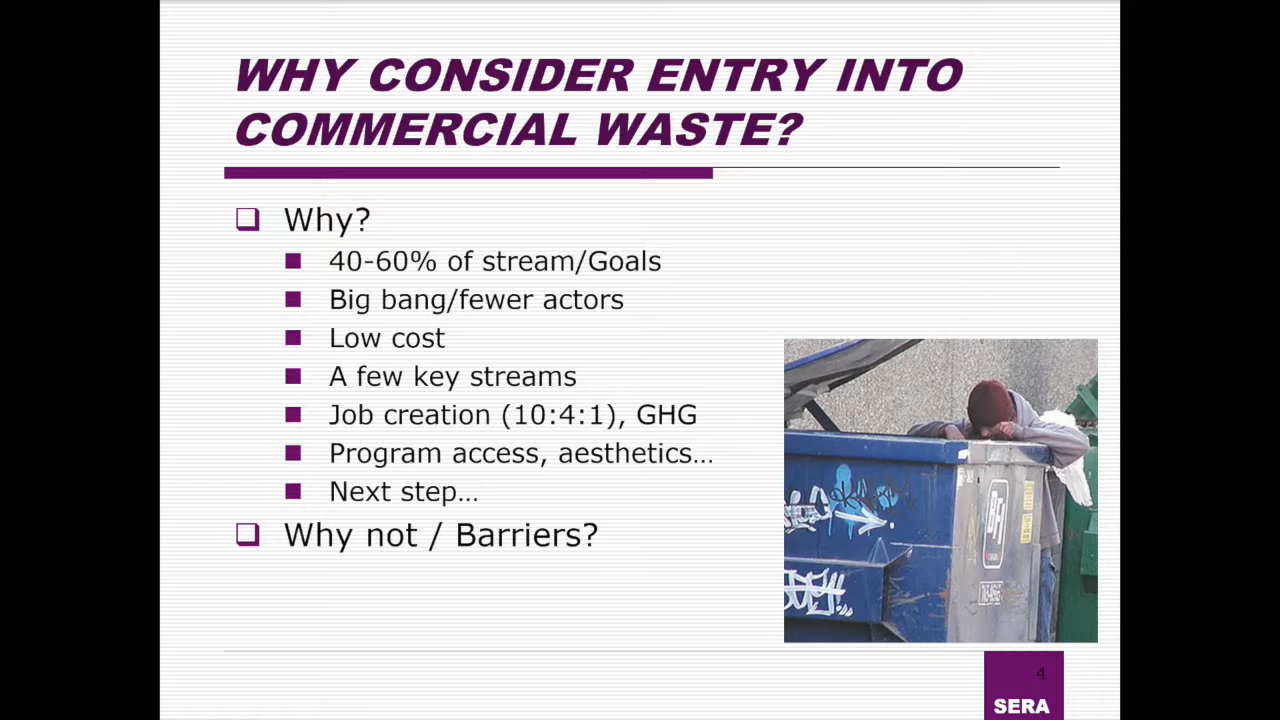 WHY CONSIDER ENTRY INTO
COMMERCIAL WASTE?
Why?
40-60% of stream/Goals
Big bang/fewer actors
Low cost
A few key streams
Job creation (10:4:1), GHG
Program access, aesthetics…
Next step…
Why not / Barriers?
4
SERA